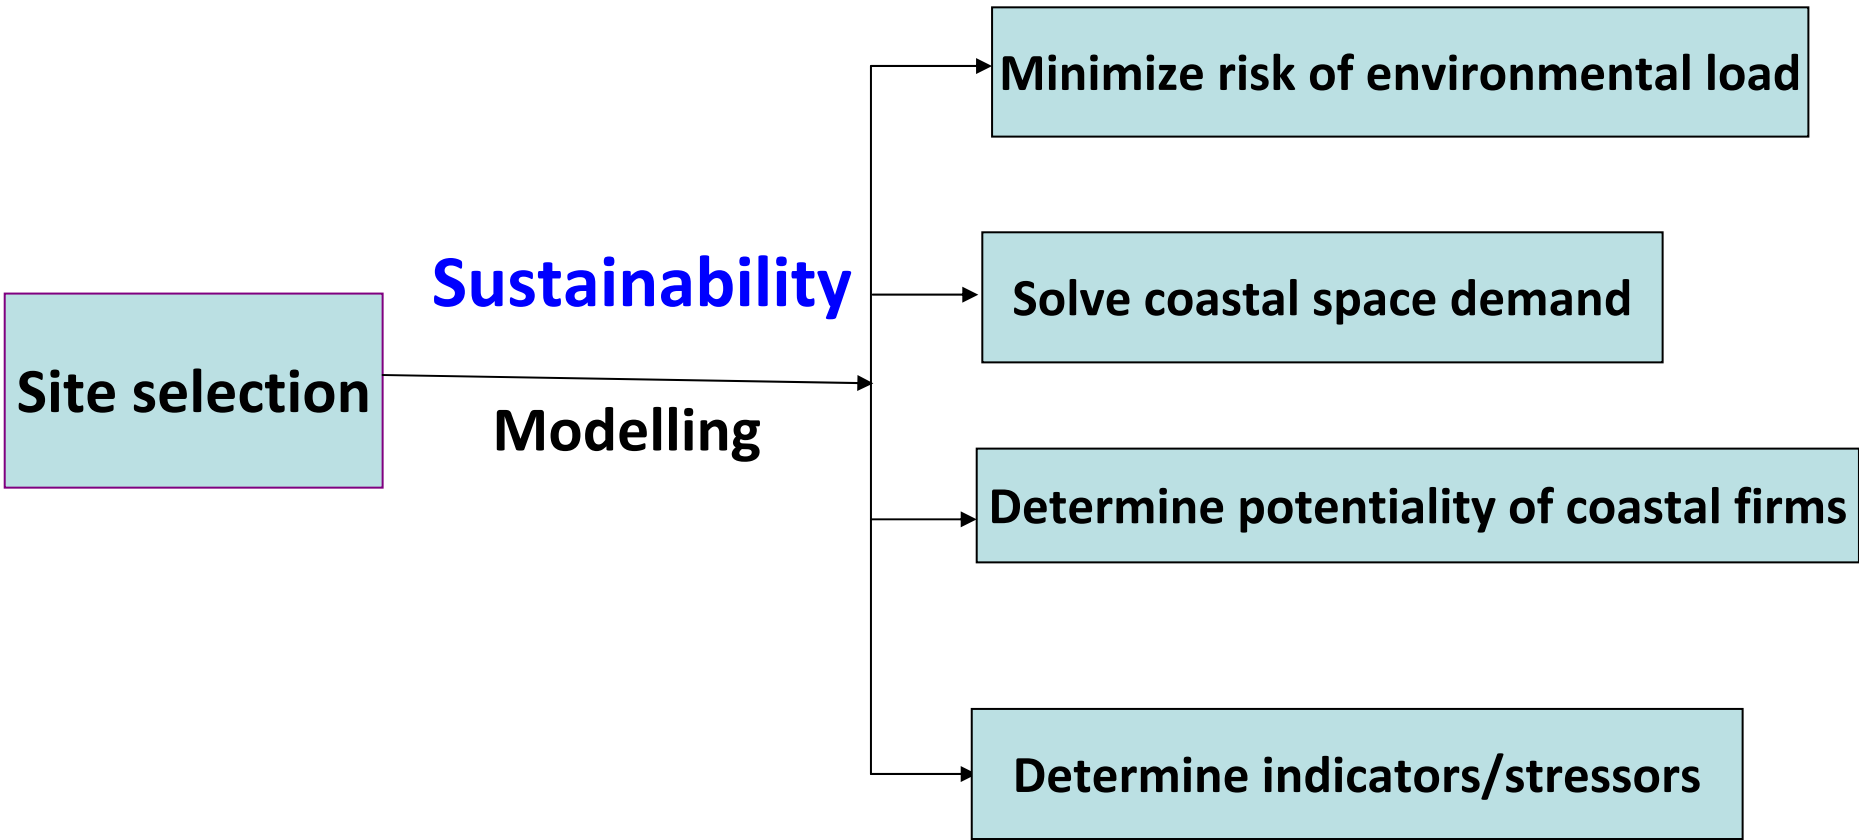 Minimize risk of environmental load
Sustainability
Solve coastal space demand
Site selection
Modelling
Determine potentiality of coastal firms
Determine indicators/stressors